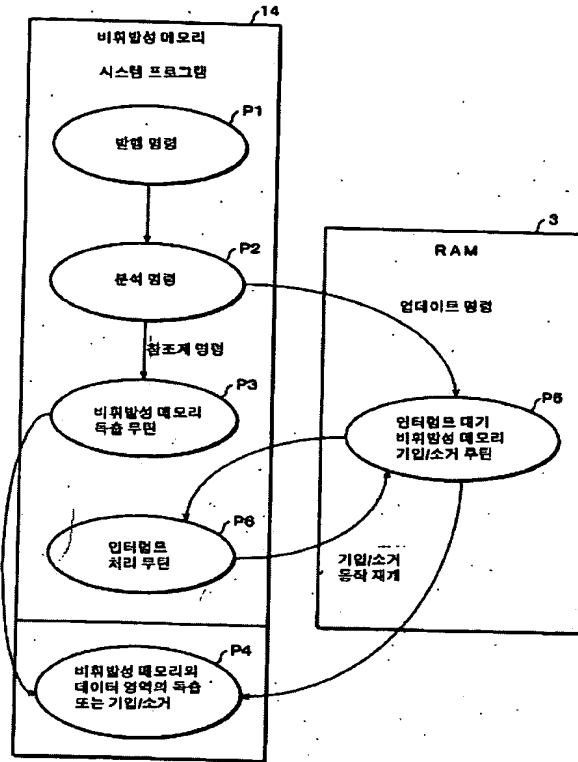 14
비휘발성 메모리
시스템 프로그램
P1
발행 명령
P2
분석 명령
참조계 명령
P3
비휘발성 메모리
독출 루틴
P6
인터럽트
처리 루틴
P4
비휘발성 메모리의
데이터 영역의 독출
또는 기입/소거
3
RAM
업데이트 명령
P5
인터럽트 대기
비휘발성 메모리
기입/소거 루틴
기입/소거
동작 재개